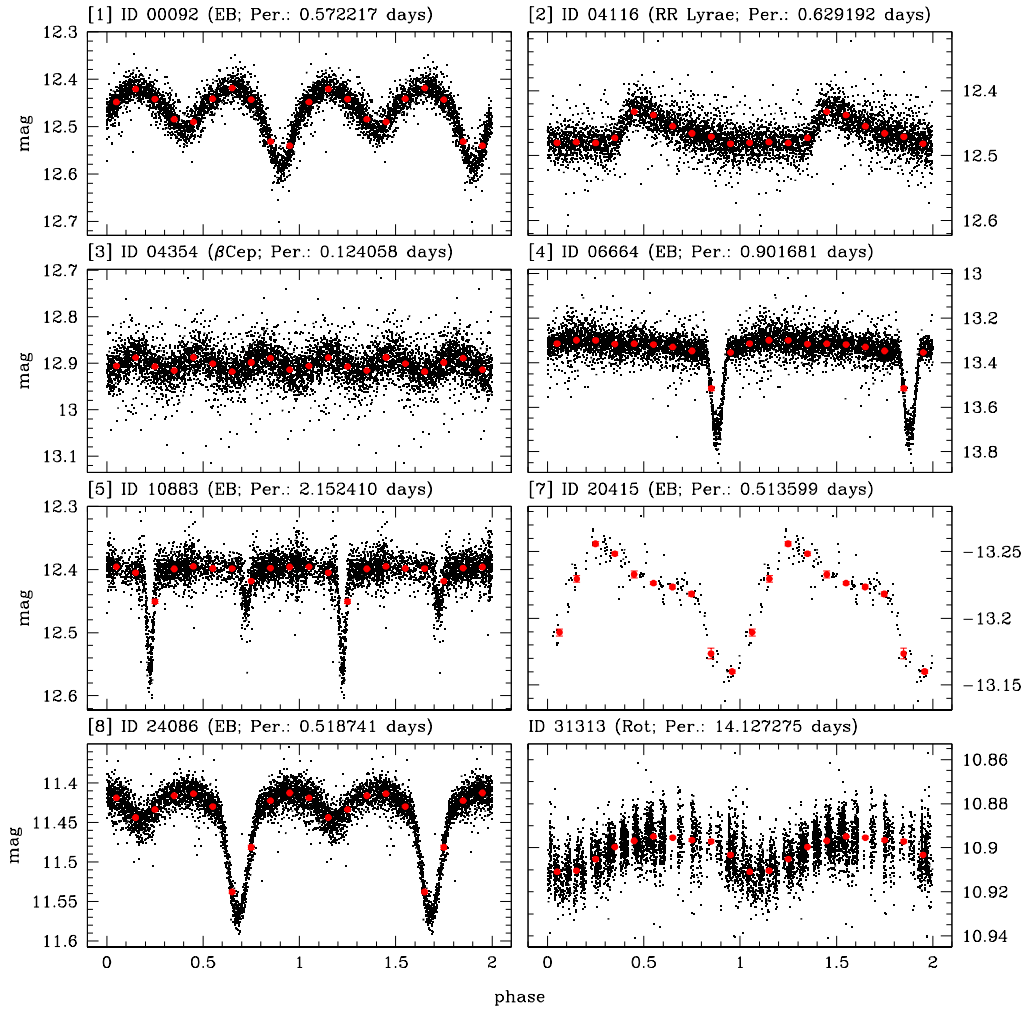 [1] ID 00092 (EB; Per.: 0.572217 days)
[2] ID 04116 (RR Lyrae; Per.: 0.629192 days)
12.3
12.4
12.5
12.6
12.7
mag
12.4
12.5
12.6
[3] ID 04354 (βCep; Per.: 0.124058 days)
[4] ID 06664 (EB; Per.: 0.901681 days)
12.7
12.8
12.9
13
13.1
mag
13
13.2
13.3
13.6
13.8
[5] ID 10883 (EB; Per.: 2.152410 days)
[7] ID 20415 (EB; Per.: 0.513599 days)
12.3
12.4
12.5
12.6
mag
−13.25
−13.2
−13.15
[8] ID 24086 (EB; Per.: 0.518741 days)
ID 31313 (Rot; Per.: 14.127275 days)
11.4
11.45
11.5
11.55
11.6
mag
10.86
10.88
10.9
10.92
10.94
0 0.5 1 1.5 2
0 0.5 1 1.5 2
phase